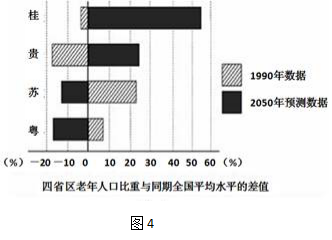 桂
贵
苏
粤
1990年数据
2050年预测数据
(%) -20 -10 0 10 20 30 40 50 60 (%)
四省区老年人口比重与同期全国平均水平的差值
图4